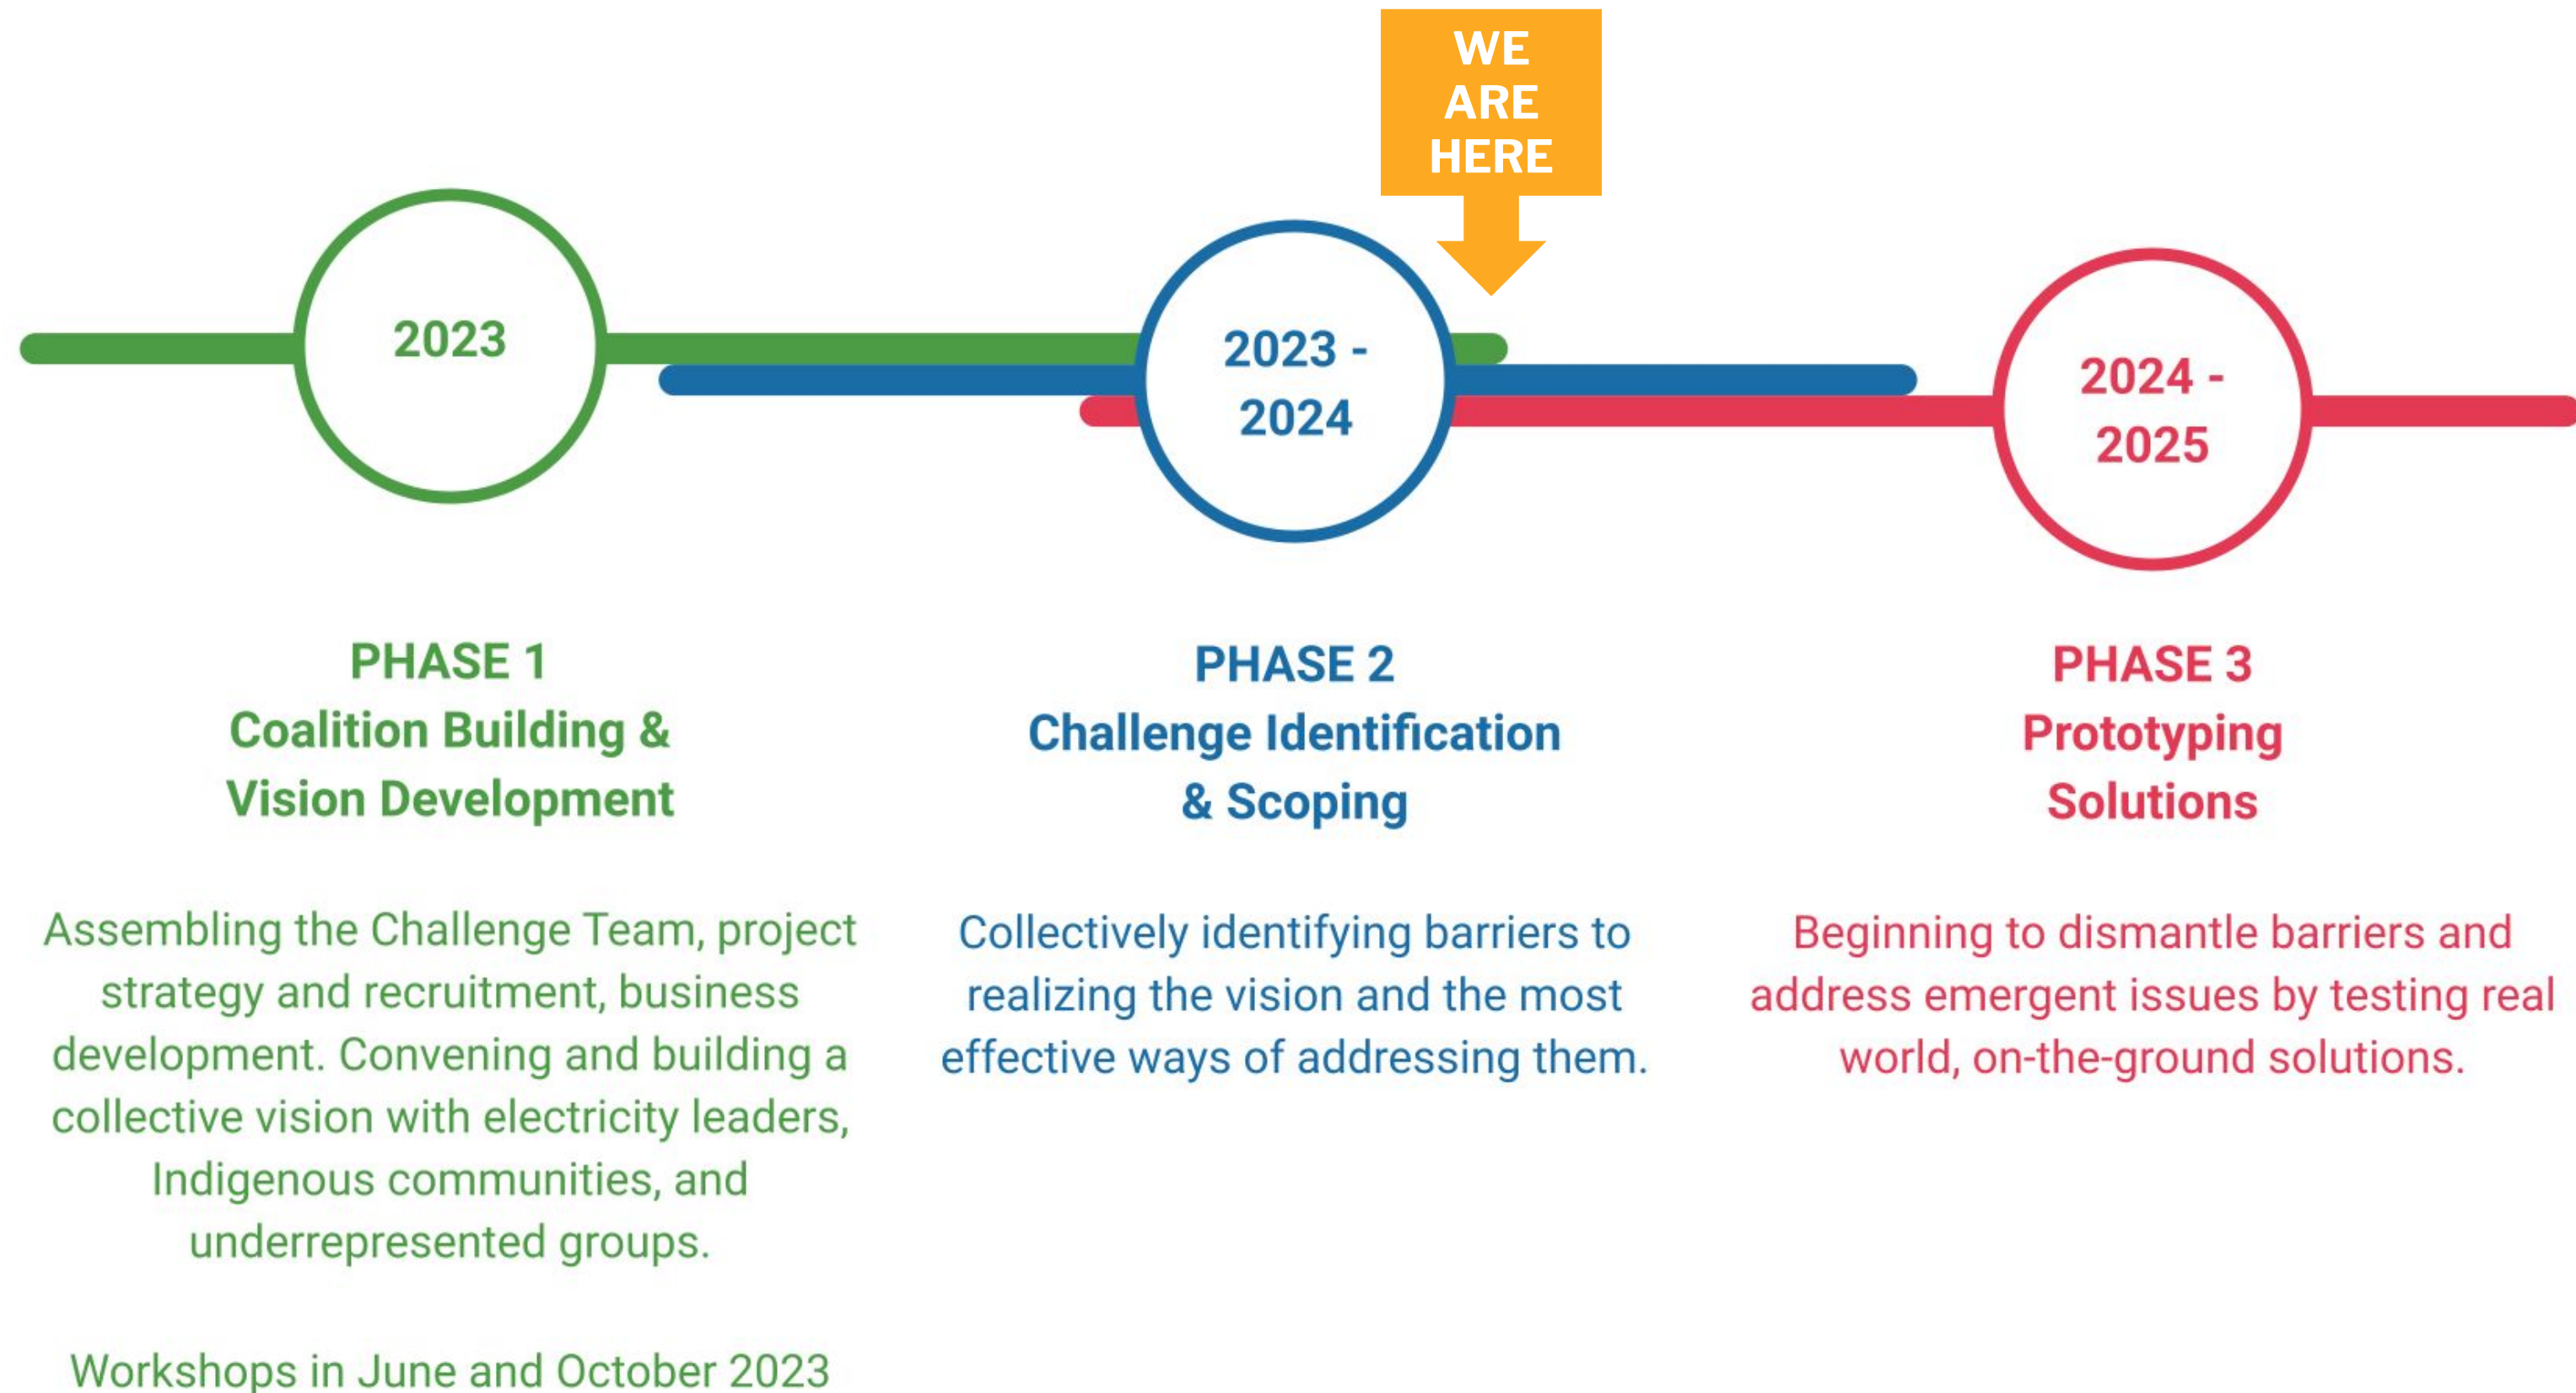 WE
ARE
HERE
2023
2023 -
2024
2024 -
2025
PHASE 1
Coalition Building &
Vision Development
Assembling the Challenge Team, project
strategy and recruitment, business
development. Convening and building a
collective vision with electricity leaders,
Indigenous communities, and
underrepresented groups.
Workshops in June and October 2023
PHASE 2
Challenge Identification
& Scoping
Collectively identifying barriers to
realizing the vision and the most
effective ways of addressing them.
PHASE 3
Prototyping
Solutions
Beginning to dismantle barriers and
address emergent issues by testing real
world, on-the-ground solutions.